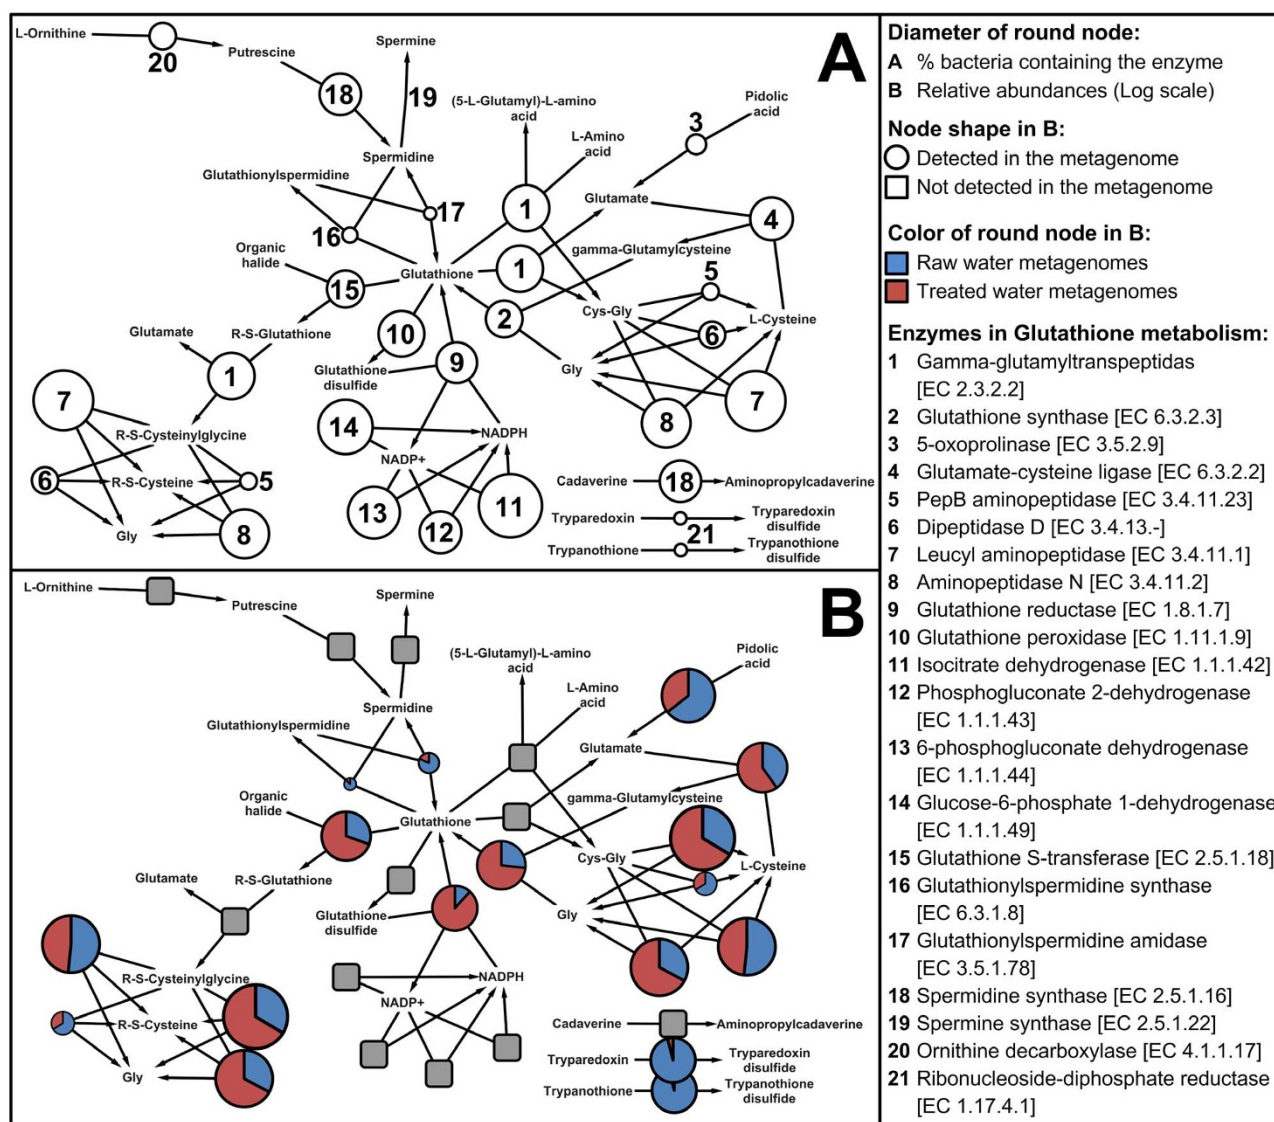 A
L-Ornithine
20
Putrescine
18
Spermine
19
Spermidine
Glutathionylspermidine
17
16
(5-L-Glutamyl)-L-amino
acid
L-Amino
acid
Pidolic
acid
3
1
Glutamate
4
gamma-Glutamylcysteine
Organic
halide
15
Glutathione
1
5
Cys-Gly
L-Cysteine
2
6
10
R-S-Glutathione
Glutamate
1
Glutathione
disulfide
9
Gly
7
8
7
14
NADPH
NADP+
R-S-Cysteinylglycine
6
R-S-Cysteine
5
13
12
11
Gly
8
Cadaverine
18
Aminopropylcadaverine
Tryparedoxin
Tryparedoxin
disulfide
21
Trypanothione
Trypanothione
disulfide
B
L-Ornithine
Putrescine
Spermine
Spermidine
Glutathionylspermidine
(5-L-Glutamyl)-L-amino
acid
L-Amino
acid
Pidolic
acid
Glutamate
gamma-Glutamylcysteine
Organic
halide
Glutathione
Cys-Gly
L-Cysteine
Glutamate
R-S-Glutathione
Glutathione
disulfide
Gly
R-S-Cysteinylglycine
NADPH
NADP+
R-S-Cysteine
Gly
Cadaverine
Aminopropylcadaverine
Tryparedoxin
Tryparedoxin
disulfide
Trypanothione
Trypanothione
disulfide
Diameter of round node:
A % bacteria containing the enzyme
B Relative abundances (Log scale)
Node shape in B:
Detected in the metagenome
Not detected in the metagenome
Color of round node in B:
Raw water metagenomes
Treated water metagenomes
Enzymes in Glutathione metabolism:
1 Gamma-glutamyltranspeptidas
[EC 2.3.2.2]
2 Glutathione synthase [EC 6.3.2.3]
3 5-oxoprolinase [EC 3.5.2.9]
4 Glutamate-cysteine ligase [EC 6.3.2.2]
5 PepB aminopeptidase [EC 3.4.11.23]
6 Dipeptidase D [EC 3.4.13.-]
7 Leucyl aminopeptidase [EC 3.4.11.1]
8 Aminopeptidase N [EC 3.4.11.2]
9 Glutathione reductase [EC 1.8.1.7]
10 Glutathione peroxidase [EC 1.11.1.9]
11 Isocitrate dehydrogenase [EC 1.1.1.42]
12 Phosphogluconate 2-dehydrogenase
[EC 1.1.1.43]
13 6-phosphogluconate dehydrogenase
[EC 1.1.1.44]
14 Glucose-6-phosphate 1-dehydrogenase
[EC 1.1.1.49]
15 Glutathione S-transferase [EC 2.5.1.18]
16 Glutathionylspermidine synthase
[EC 6.3.1.8]
17 Glutathionylspermidine amidase
[EC 3.5.1.78]
18 Spermidine synthase [EC 2.5.1.16]
19 Spermine synthase [EC 2.5.1.22]
20 Ornithine decarboxylase [EC 4.1.1.17]
21 Ribonucleoside-diphosphate reductase
[EC 1.17.4.1]